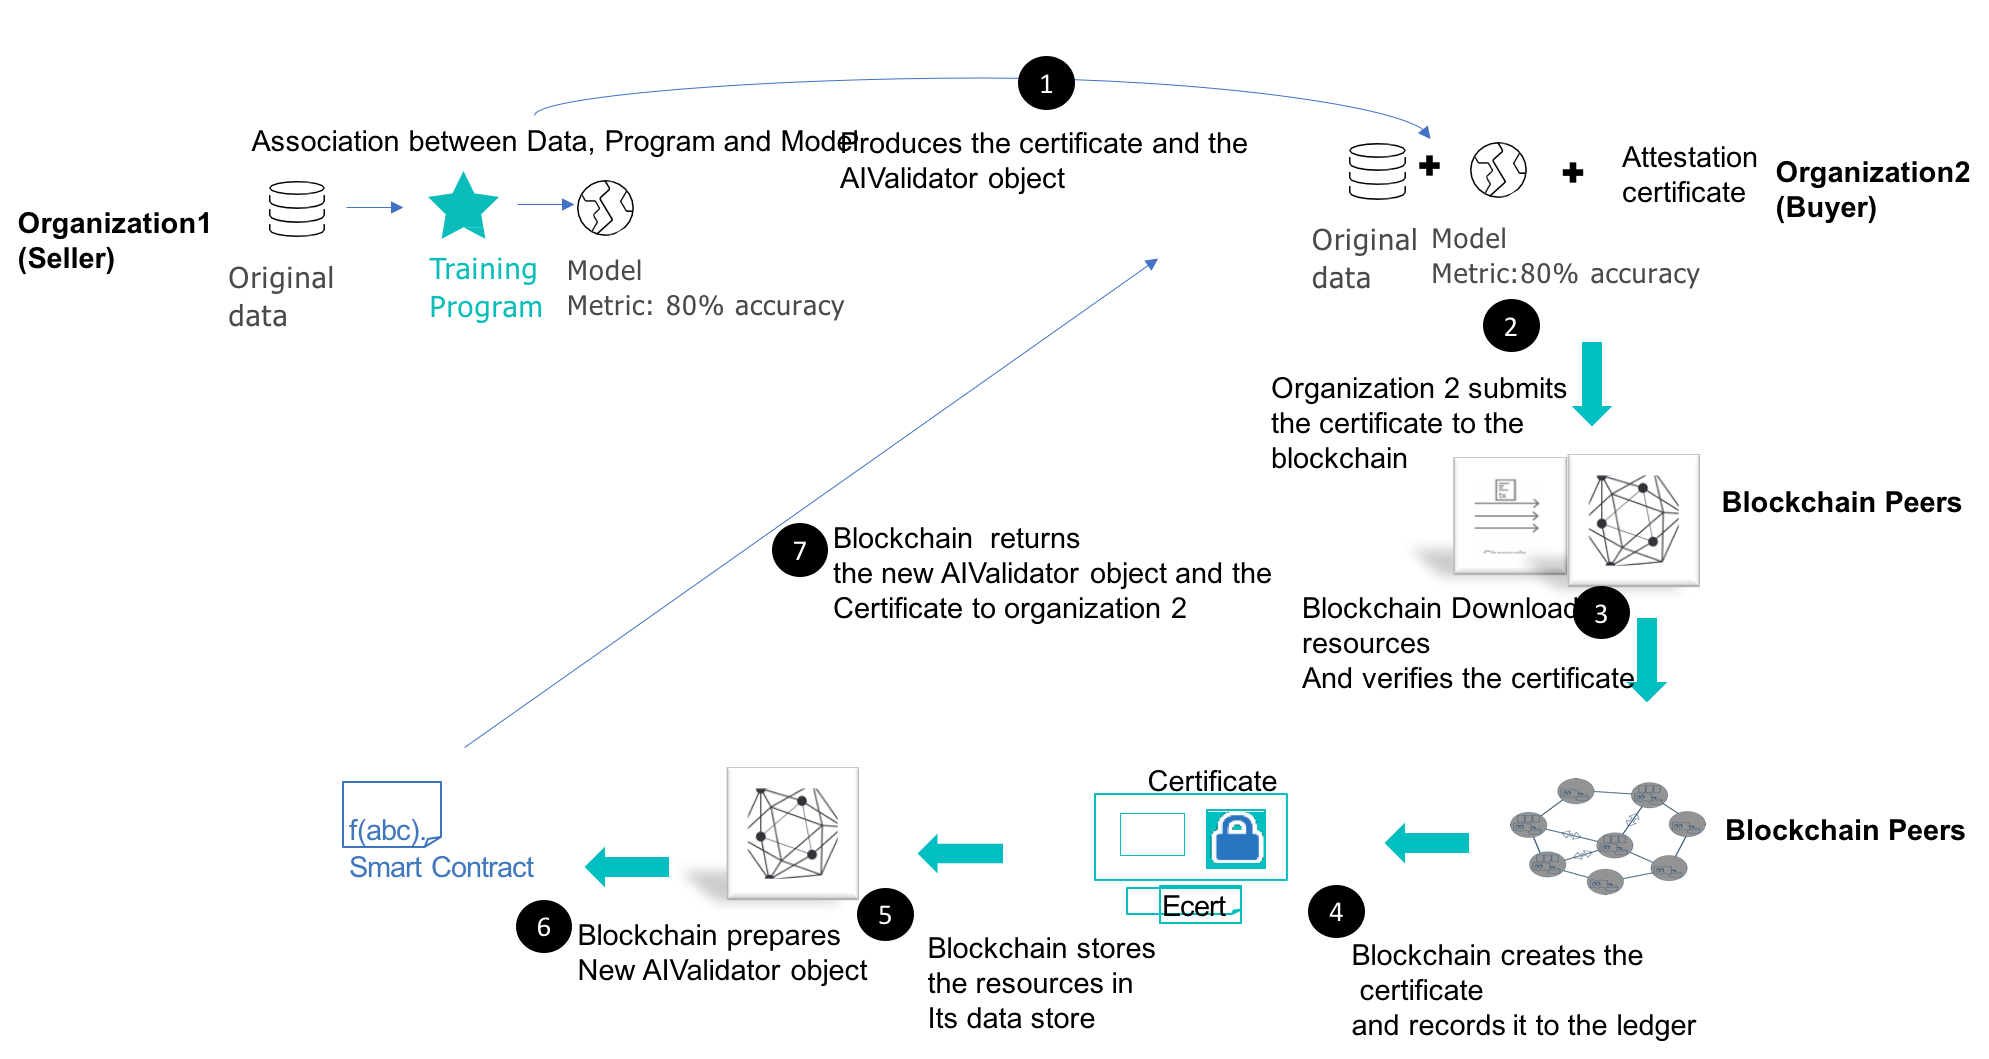 1
Association between Data, Program and Model
Produces the certificate and the
AIValidator object
Organization1
(Seller)
Original
data
Training
Program
Model
Metric: 80% accuracy
Attestation
certificate
Organization2
(Buyer)
Original
data
Model
Metric:80% accuracy
2
Organization 2 submits
the certificate to the
blockchain
tx
Blockchain Peers
7
Blockchain returns
the new AIValidator object and the
Certificate to organization 2
3
Blockchain Download
resources
And verifies the certificate
Blockchain Peers
Certificate
Ecert
4
Blockchain creates the
certificate
and records it to the ledger
5
Blockchain stores
the resources in
Its data store
6
Blockchain prepares
New AIValidator object
f(abc).
Smart Contract